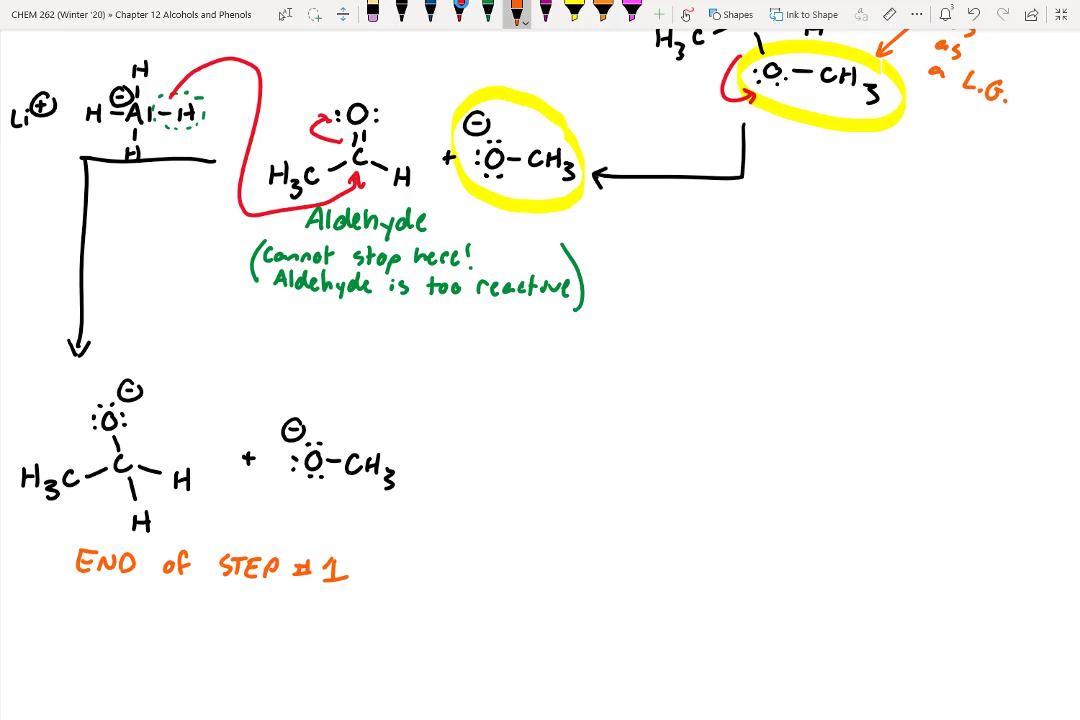 CHEM 262 (Winter '20) » Chapter 12 Alcohols and Phenols
Shapes
Ink to Shape
3
H3C
H
:O:–CH3
as
a L.G.
Li⊕
H
H–Al–H
⊖
H
:O:
C
H3C
H
+
⊖
:O–CH3
Aldehyde
(Cannot stop here!
Aldehyde is too reactive)
⊖
:O:
H3C–C–H
H
+
⊖
:O–CH3
END of STEP #1